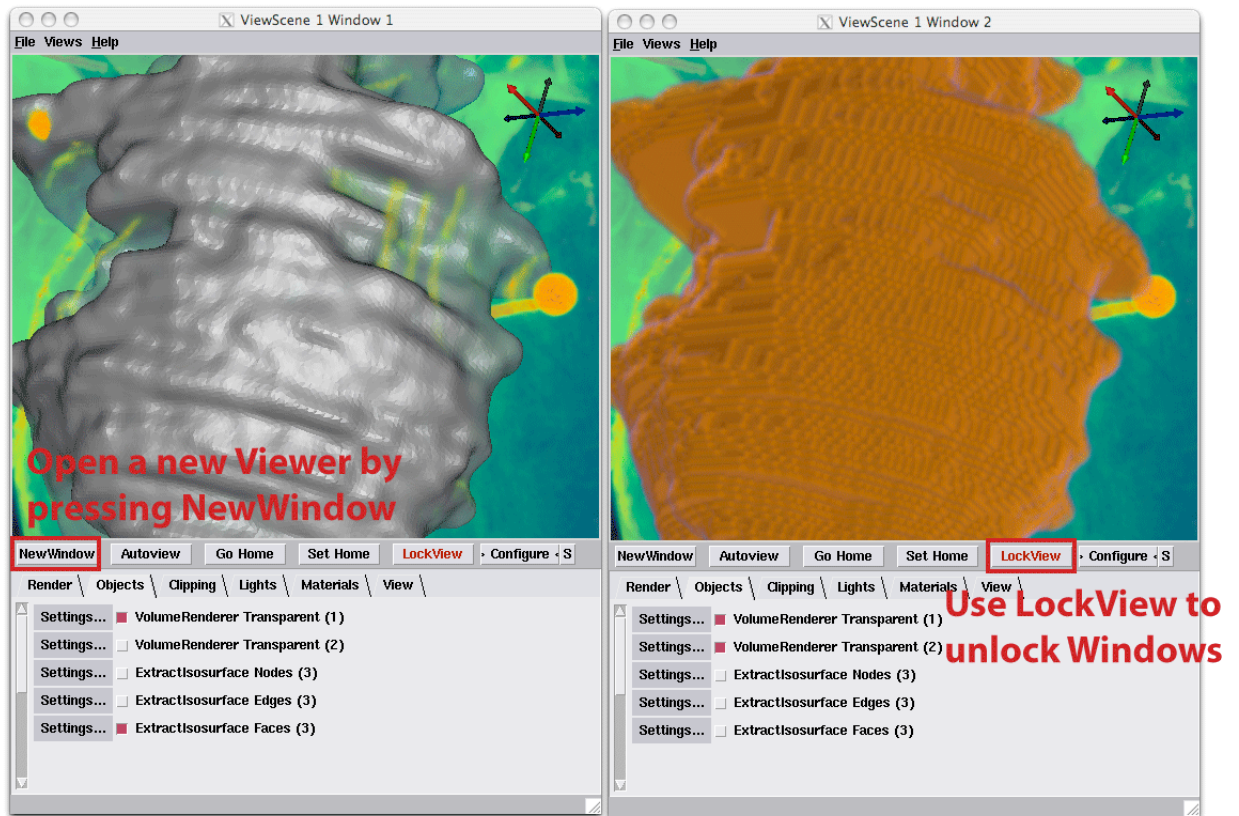 ViewScene 1 Window 1
File Views Help
Open a new Viewer by
pressing NewWindow
NewWindow Autoview Go Home Set Home LockView Configure S
Render Objects Clipping Lights Materials View
Settings... VolumeRenderer Transparent (1)
Settings... VolumeRenderer Transparent (2)
Settings... ExtractIsosurface Nodes (3)
Settings... ExtractIsosurface Edges (3)
Settings... ExtractIsosurface Faces (3)
ViewScene 1 Window 2
File Views Help
NewWindow Autoview Go Home Set Home LockView Configure S
Render Objects Clipping Lights Materials View
Use LockView to
unlock Windows
Settings... VolumeRenderer Transparent (1)
Settings... VolumeRenderer Transparent (2)
Settings... ExtractIsosurface Nodes (3)
Settings... ExtractIsosurface Edges (3)
Settings... ExtractIsosurface Faces (3)